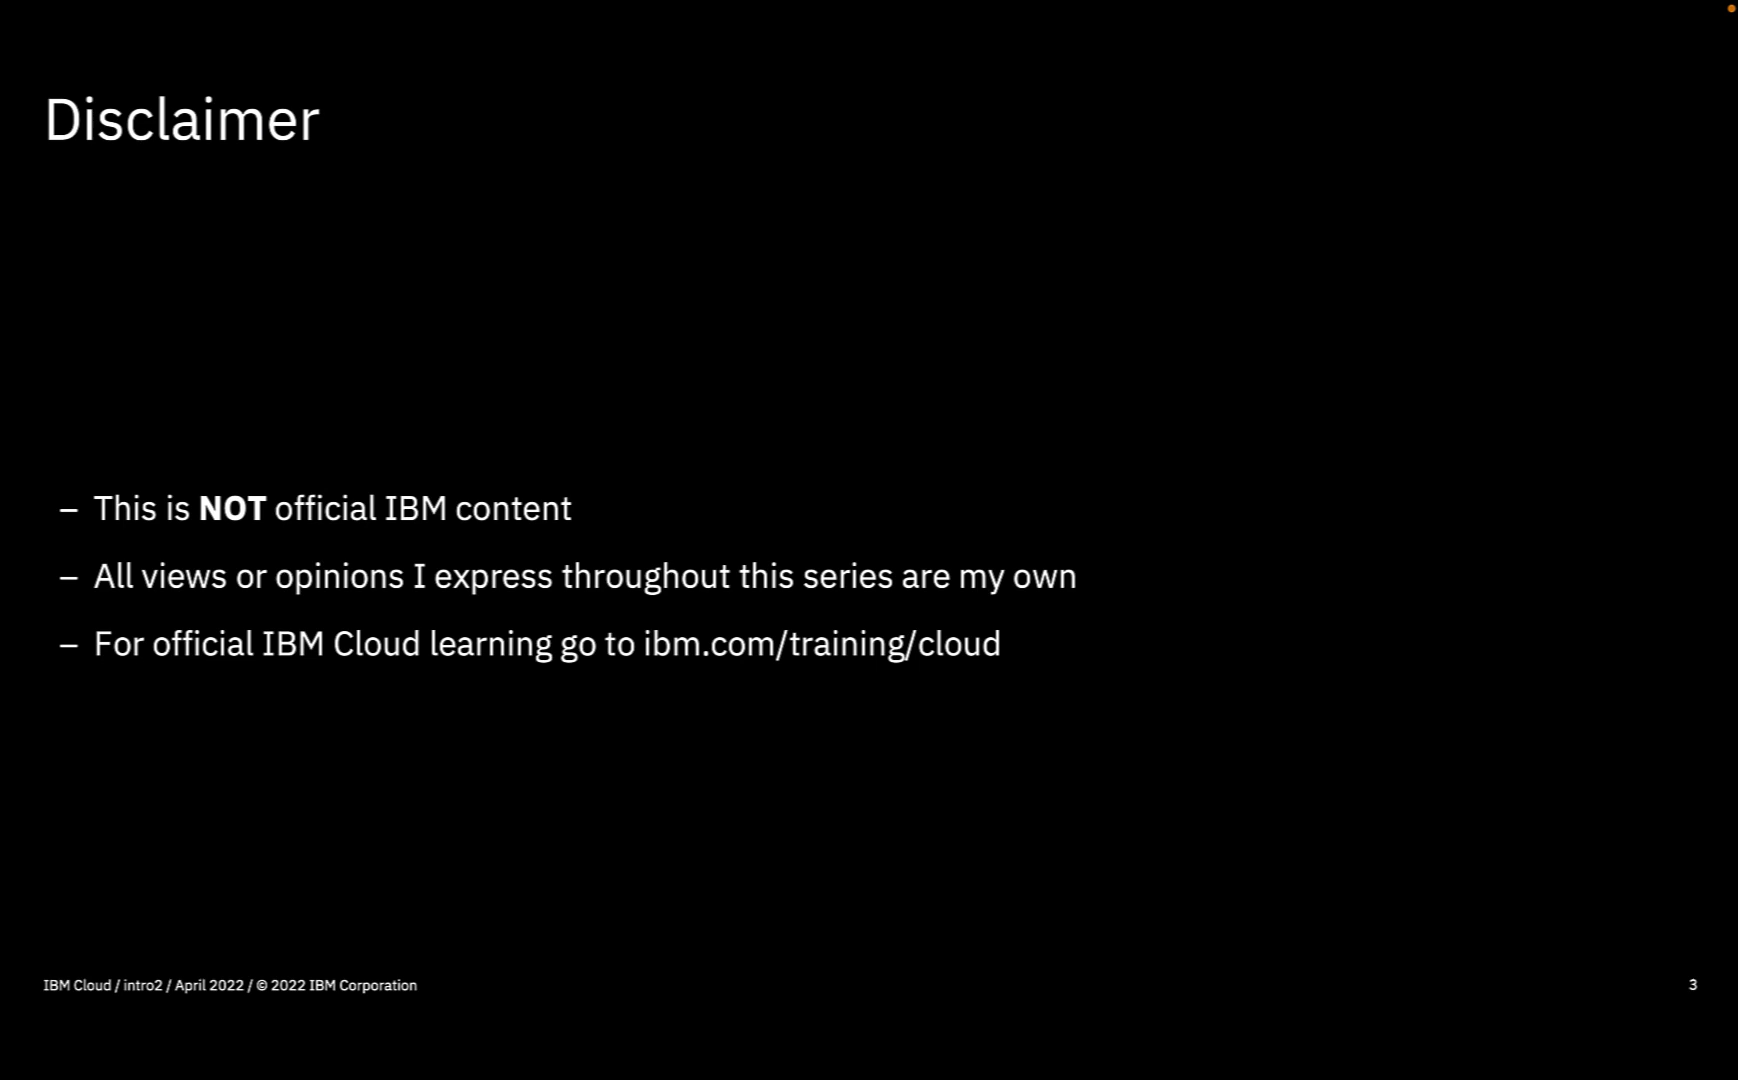 Disclaimer
– This is NOT official IBM content
– All views or opinions I express throughout this series are my own
– For official IBM Cloud learning go to ibm.com/training/cloud
IBM Cloud / intro2 / April 2022 / © 2022 IBM Corporation
3